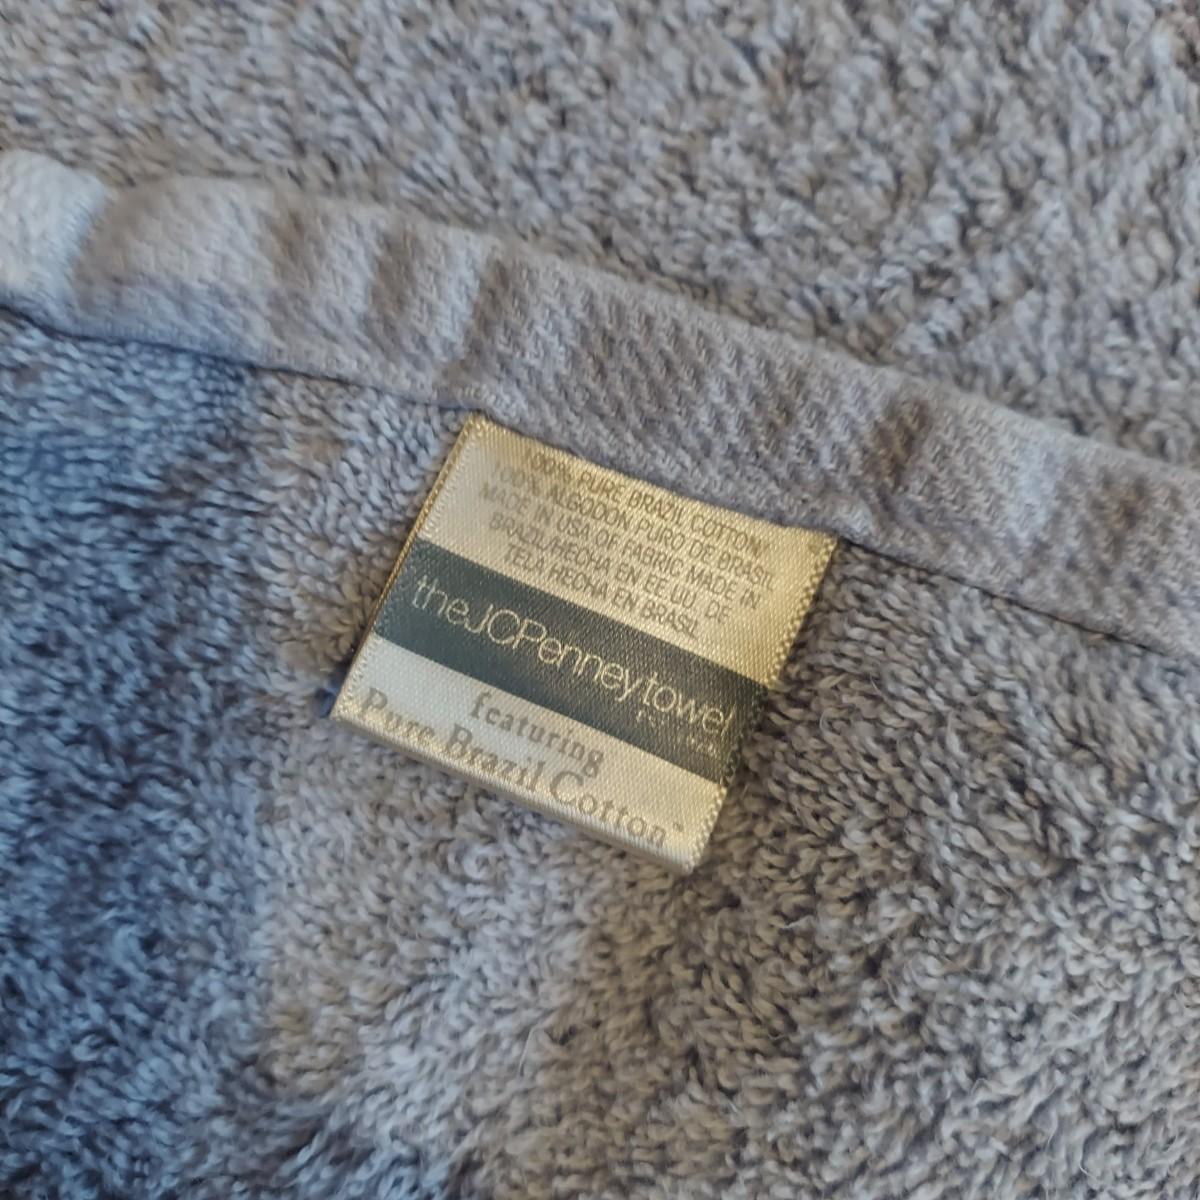 100% PURE BRAZIL COTTON
100% ALGODON PURO DE BRASIL
MADE IN USA OF FABRIC MADE IN
BRAZIL/HECHA EN EE.UU. DE
TELA HECHA EN BRASIL
theJCPenneytowel
featuring
Pure Brazil Cotton™